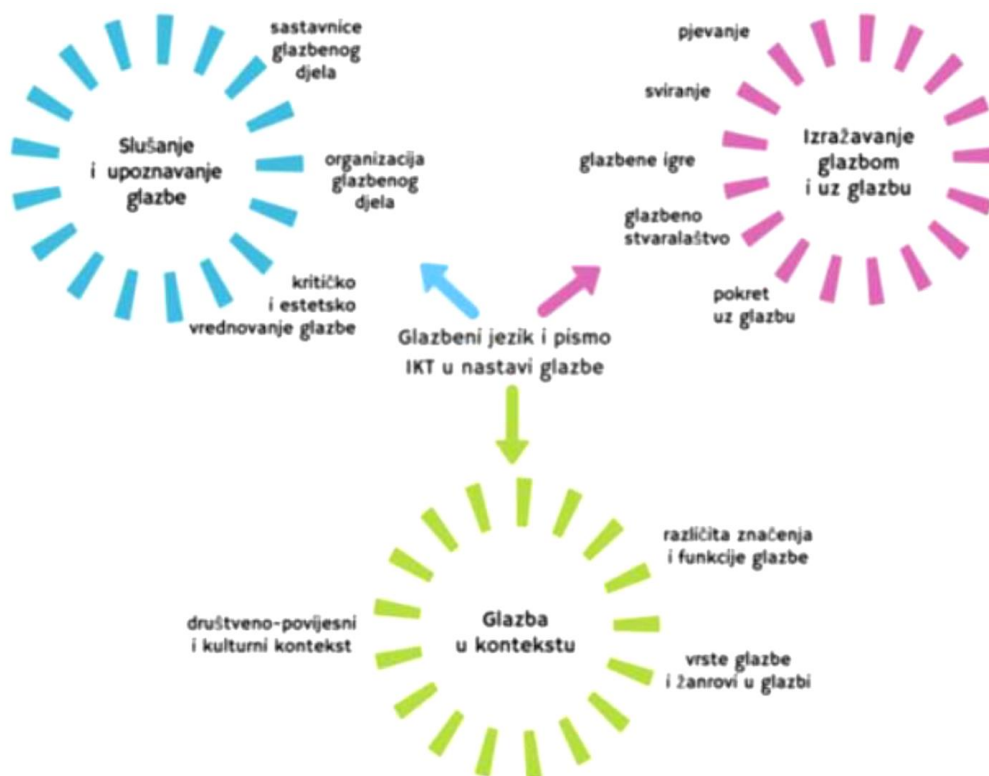 sastavnice
glazbenog
djela
Slušanje
i upoznavanje
glazbe
organizacija
glazbenog
djela
kritičko
i estetsko
vrednovanje glazbe
pjevanje
sviranje
glazbene igre
glazbeno
stvaralaštvo
pokret
uz glazbu
Izražavanje
glazbom
i uz glazbu
Glazbeni jezik i pismo
IKT u nastavi glazbe
društveno-povijesni
i kulturni kontekst
Glazba
u kontekstu
različita značenja
i funkcije glazbe
vrste glazbe
i žanrovi u glazbi